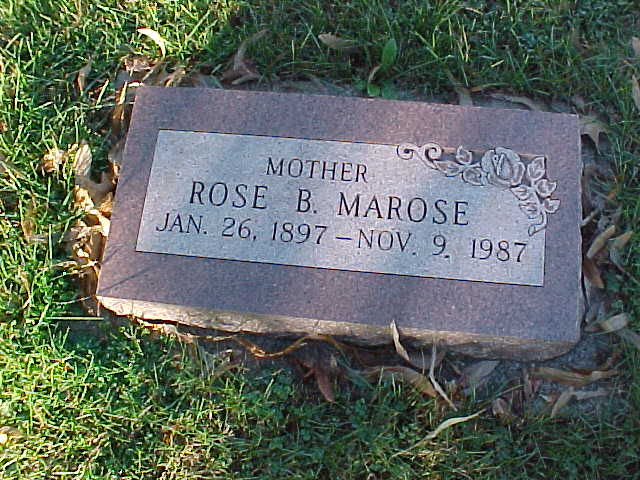 MOTHER
ROSE B. MAROSE
JAN. 26, 1897 – NOV. 9, 1987